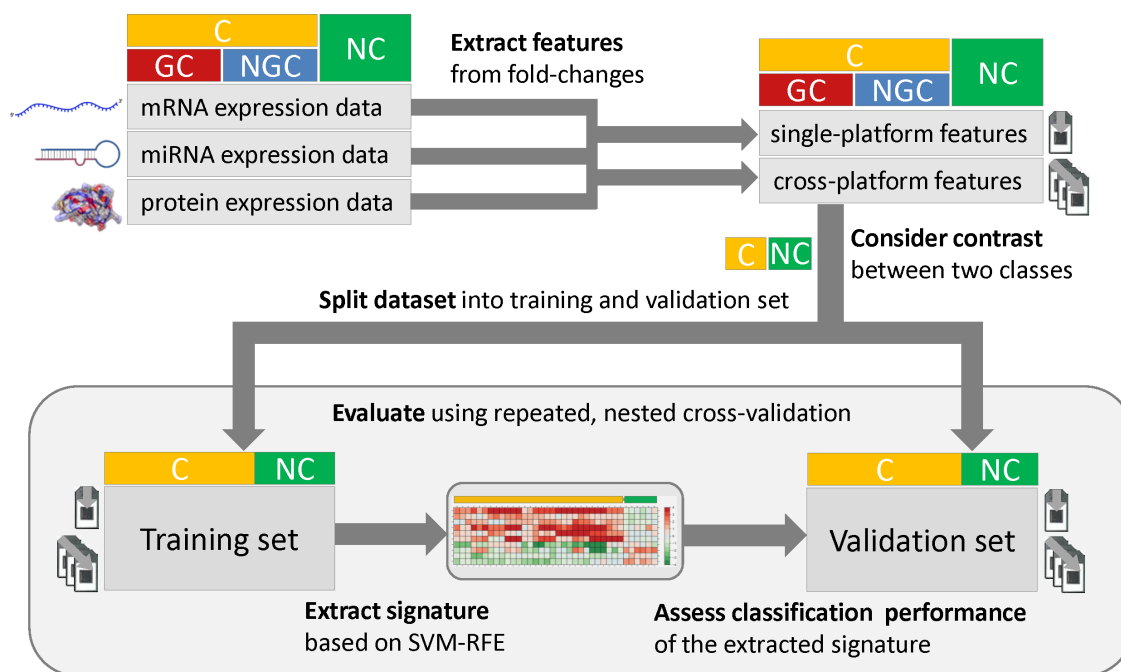 C
NC
GC
NGC
mRNA expression data
miRNA expression data
protein expression data
5'
3'
Extract features
from fold-changes
C
NC
GC
NGC
single-platform features
cross-platform features
C
NC
Consider contrast
between two classes
Split dataset into training and validation set
Evaluate using repeated, nested cross-validation
C
NC
Training set
C
NC
Validation set
Extract signature
based on SVM-RFE
Assess classification performance
of the extracted signature